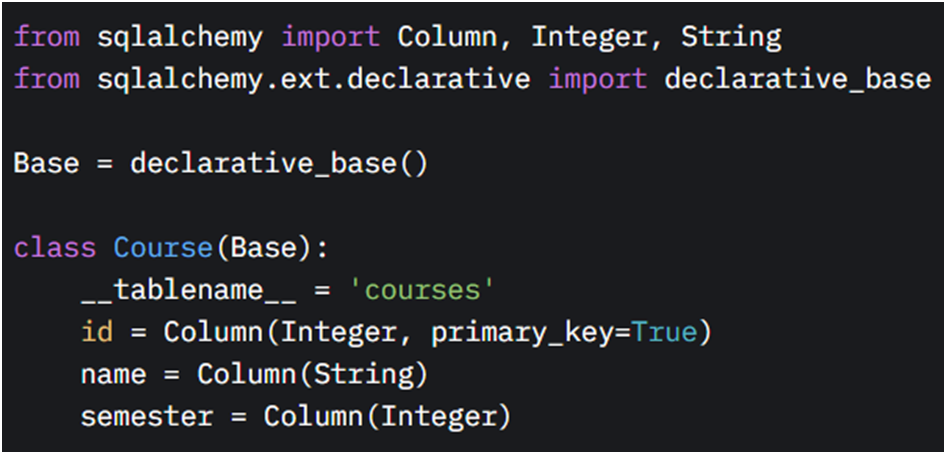 from sqlalchemy import Column, Integer, String
from sqlalchemy.ext.declarative import declarative_base
Base = declarative_base()
class Course(Base):
    __tablename__ = 'courses'
    id = Column(Integer, primary_key=True)
    name = Column(String)
    semester = Column(Integer)